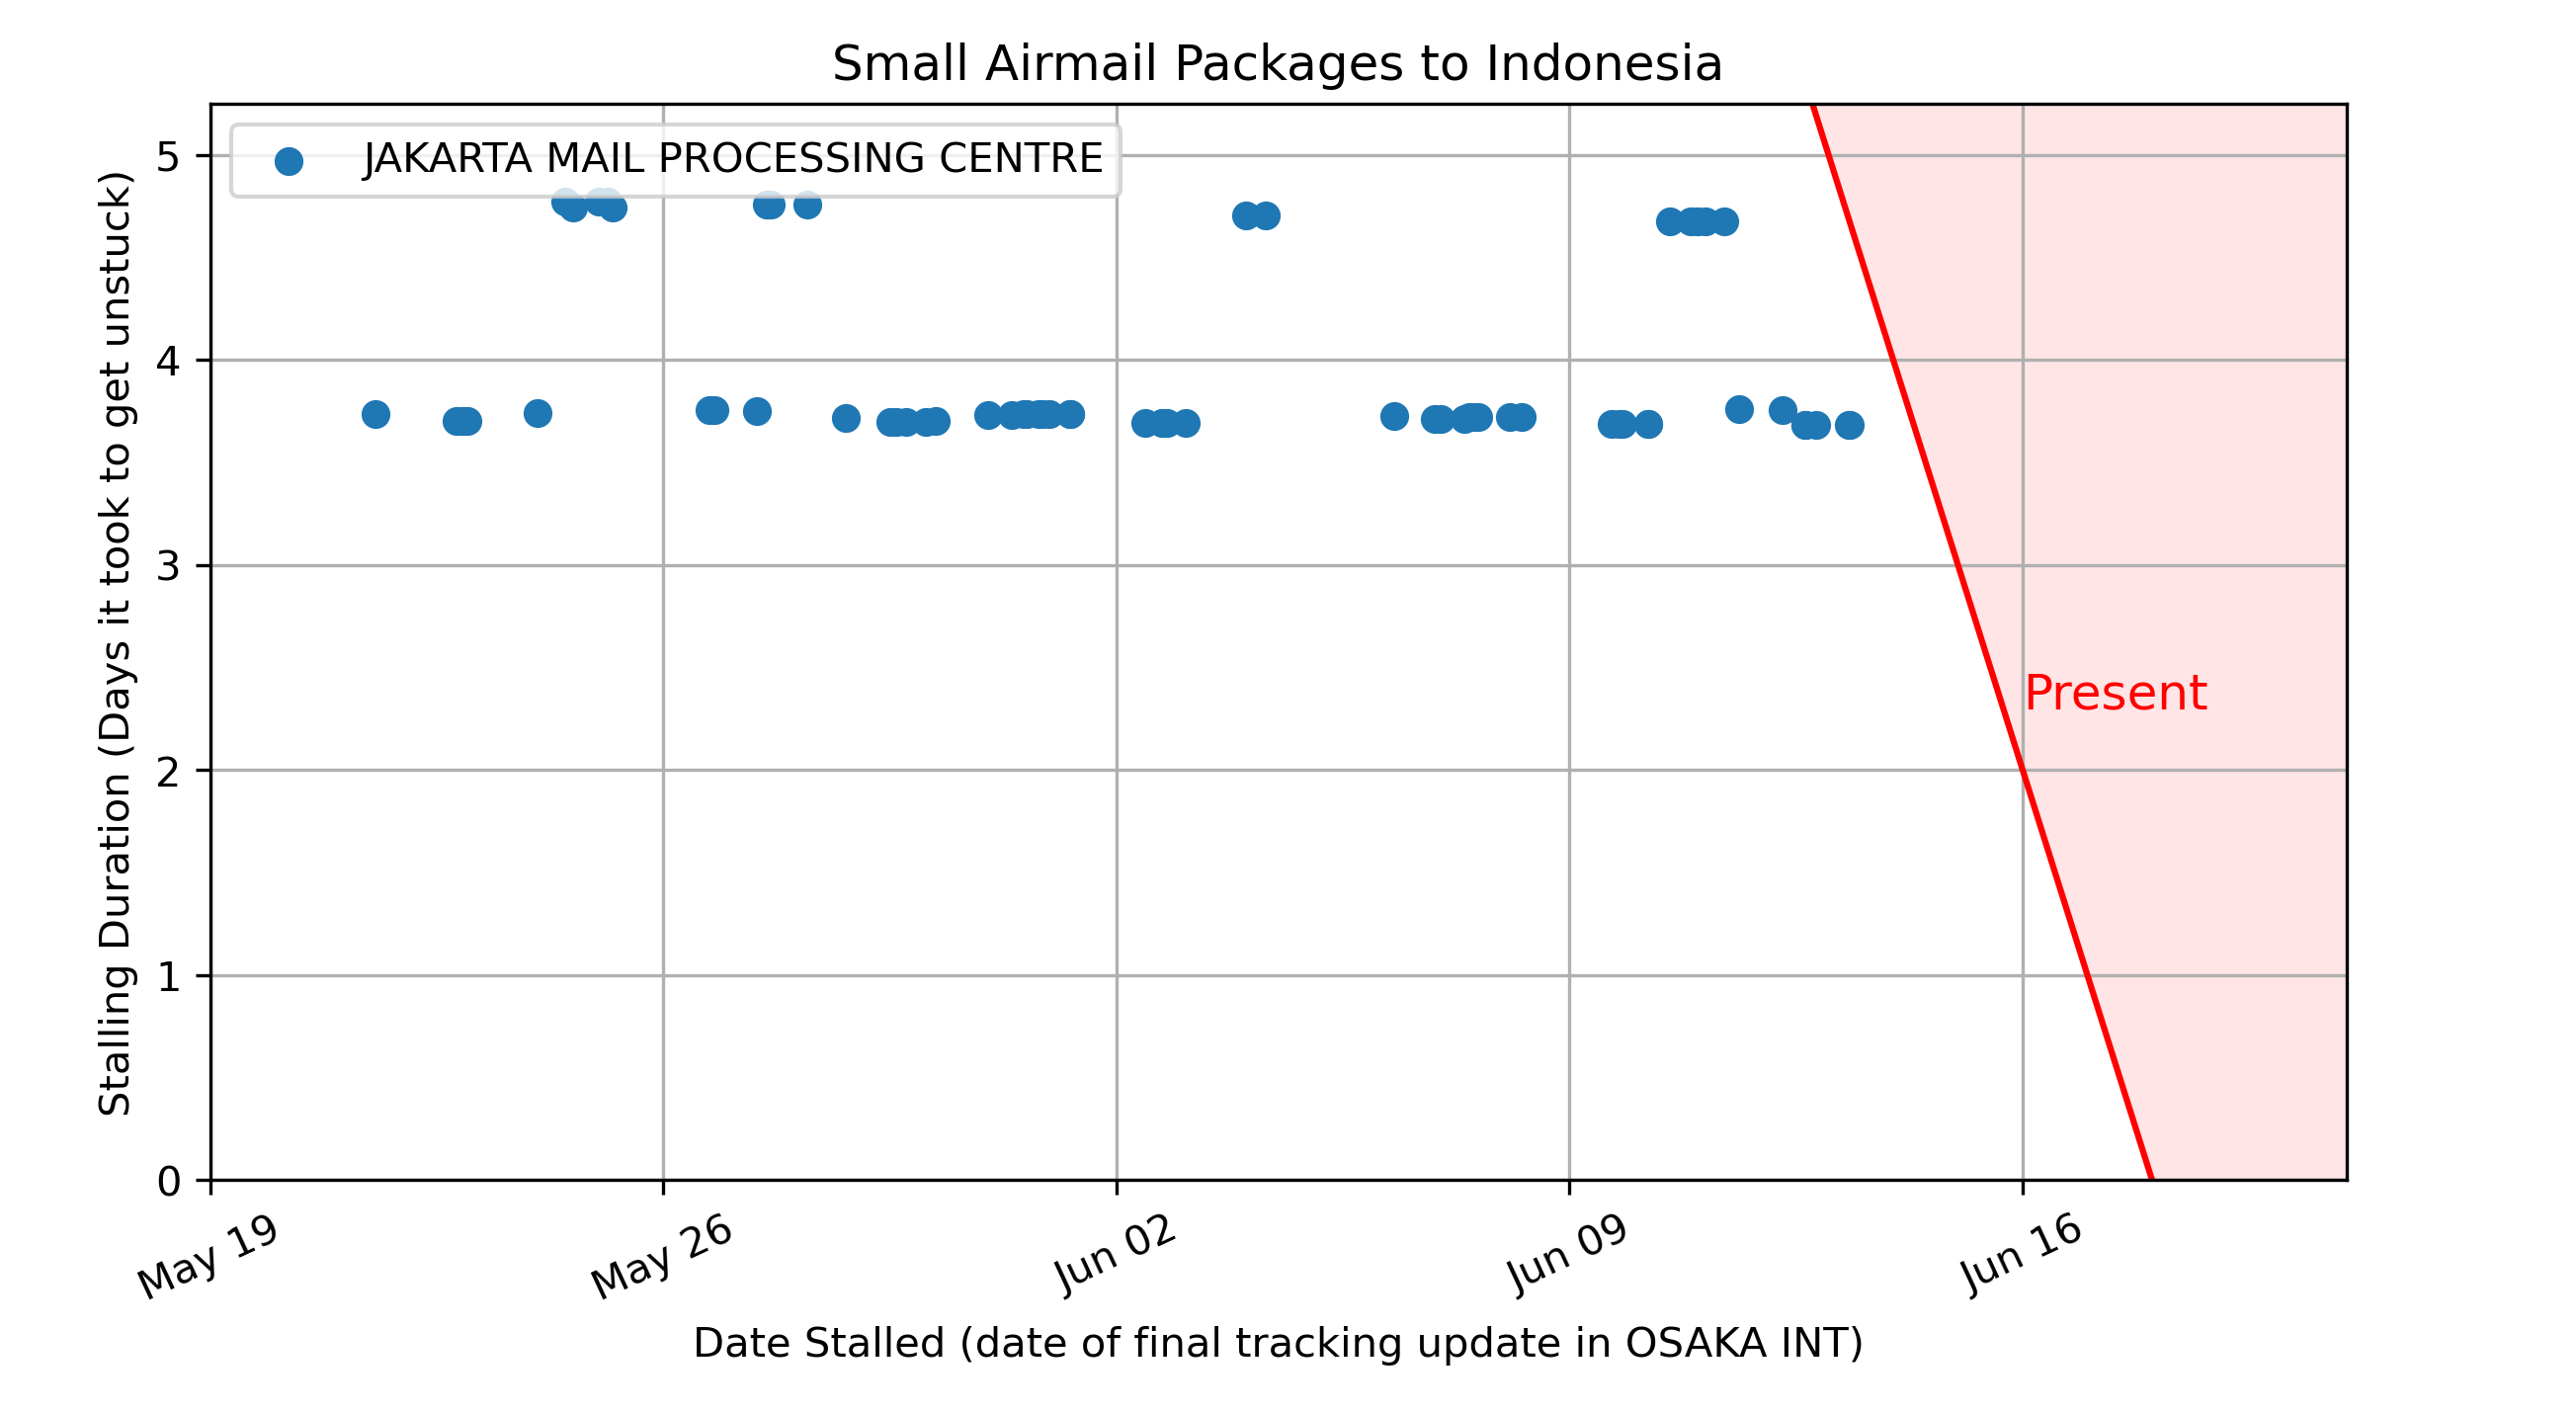 Small Airmail Packages to Indonesia
JAKARTA MAIL PROCESSING CENTRE
Stalling Duration (Days it took to get unstuck)
5
4
3
2
1
0
Present
May 19
May 26
Jun 02
Jun 09
Jun 16
Date Stalled (date of final tracking update in OSAKA INT)